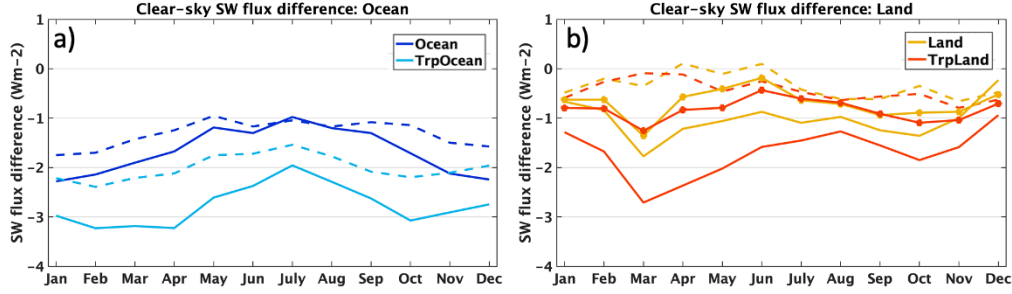 Clear-sky SW flux difference: Ocean
a)
Ocean
TrpOcean
SW flux difference (Wm-2)
1
0
-1
-2
-3
-4
Jan Feb Mar Apr May Jun July Aug Sep Oct Nov Dec
Clear-sky SW flux difference: Land
b)
Land
TrpLand
SW flux difference (Wm-2)
1
0
-1
-2
-3
-4
Jan Feb Mar Apr May Jun July Aug Sep Oct Nov Dec